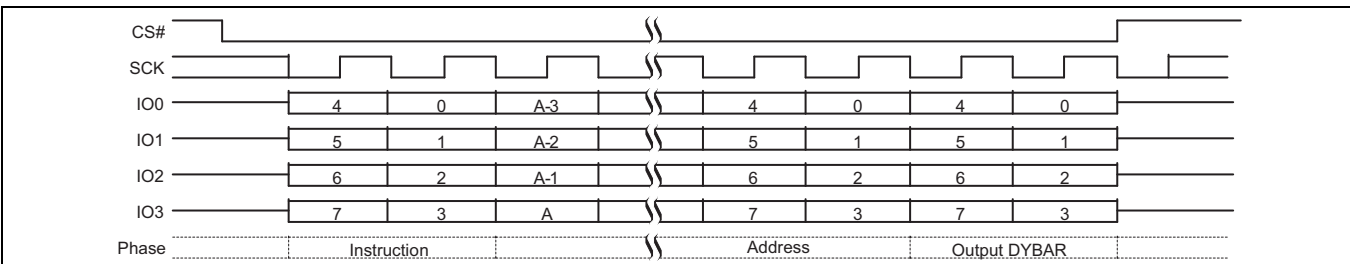 CS#
SCK
IO0 4 0 A-3 4 0 4 0
IO1 5 1 A-2 5 1 5 1
IO2 6 2 A-1 6 2 6 2
IO3 7 3 A 7 3 7 3
Phase Instruction Address Output DYBAR